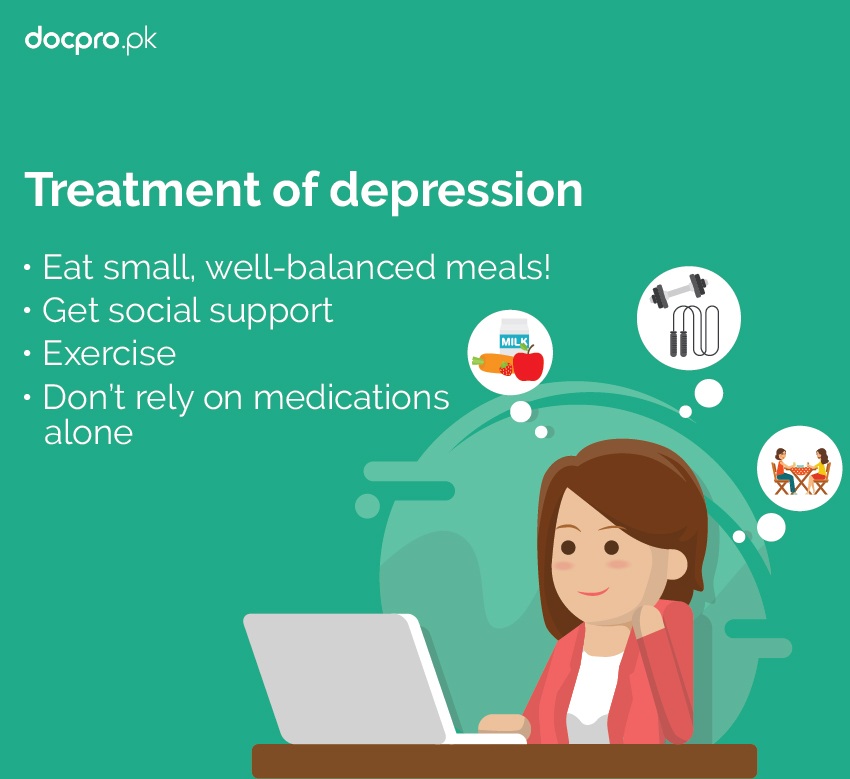 docpro.pk
Treatment of depression
• Eat small, well-balanced meals!
• Get social support
• Exercise
• Don't rely on medications
alone
MILK